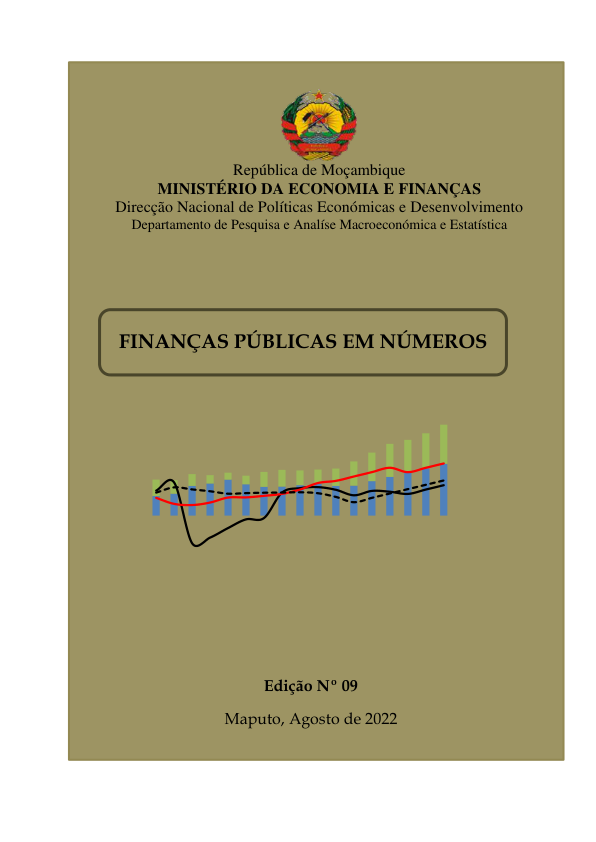 República de Moçambique
MINISTÉRIO DA ECONOMIA E FINANÇAS
Direcção Nacional de Políticas Económicas e Desenvolvimento
Departamento de Pesquisa e Analíse Macroeconómica e Estatística
FINANÇAS PÚBLICAS EM NÚMEROS
Edição Nº 09
Maputo, Agosto de 2022